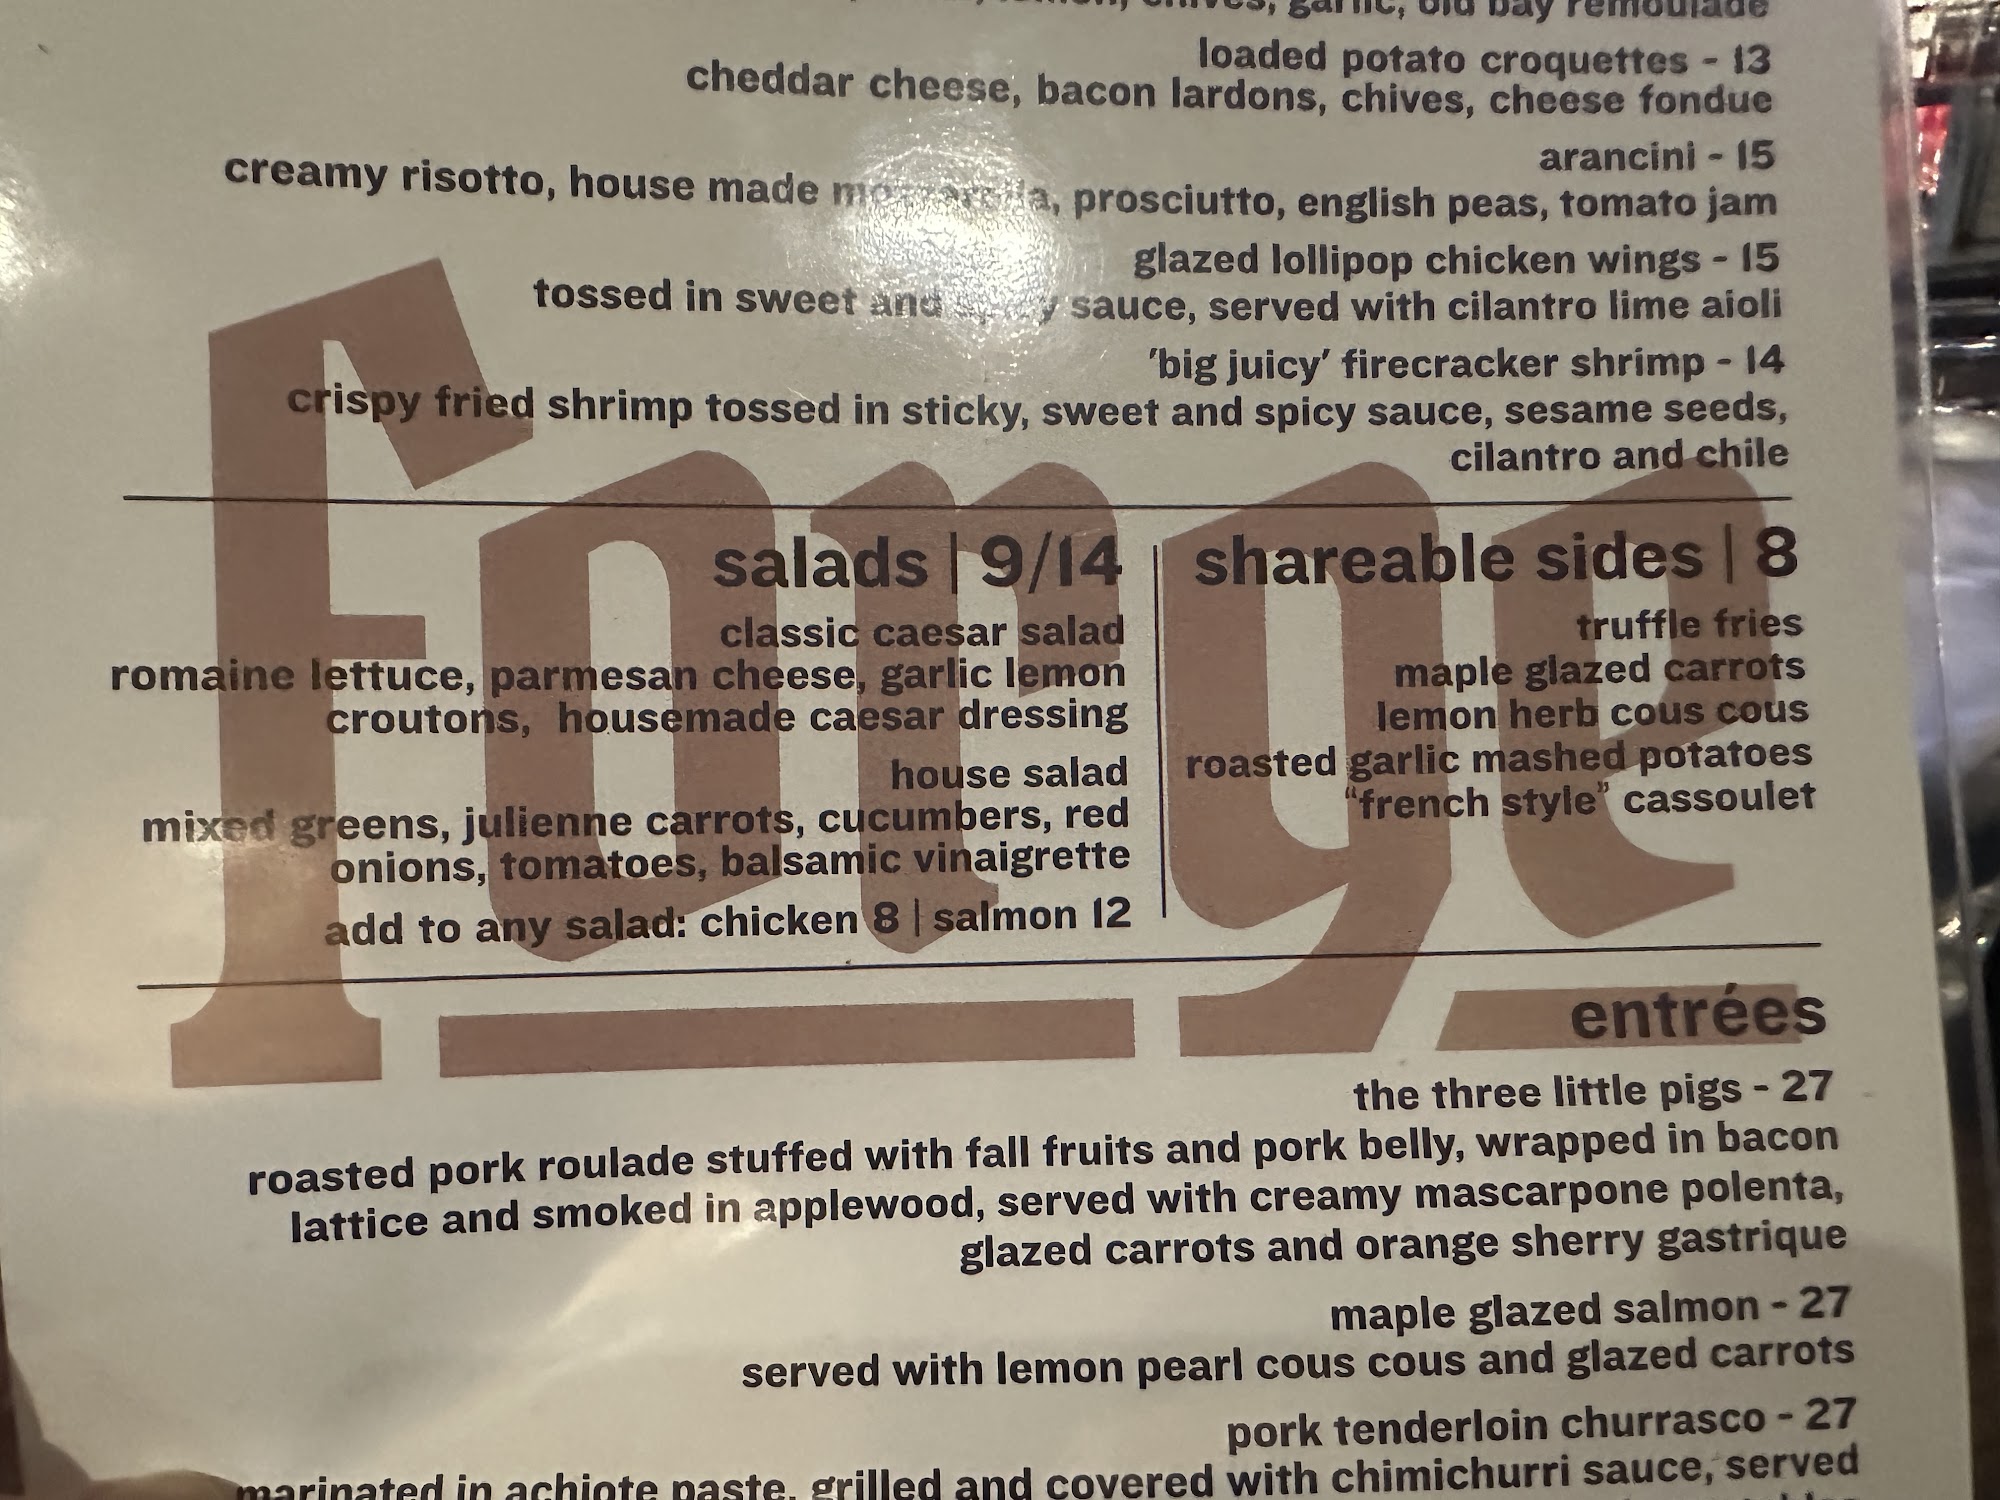 chives, garlic, old bay remoulade
loaded potato croquettes - 13
cheddar cheese, bacon lardons, chives, cheese fondue
arancini - 15
creamy risotto, house made mozzarella, prosciutto, english peas, tomato jam
glazed lollipop chicken wings - 15
tossed in sweet and spicy sauce, served with cilantro lime aioli
'big juicy' firecracker shrimp - 14
crispy fried shrimp tossed in sticky, sweet and spicy sauce, sesame seeds,
cilantro and chile
forge
salads | 9/14
classic caesar salad
romaine lettuce, parmesan cheese, garlic lemon
croutons, housemade caesar dressing
house salad
mixed greens, julienne carrots, cucumbers, red
onions, tomatoes, balsamic vinaigrette
add to any salad: chicken 8 | salmon 12
shareable sides | 8
truffle fries
maple glazed carrots
lemon herb cous cous
roasted garlic mashed potatoes
"french style" cassoulet
entrées
the three little pigs - 27
roasted pork roulade stuffed with fall fruits and pork belly, wrapped in bacon
lattice and smoked in applewood, served with creamy mascarpone polenta,
glazed carrots and orange sherry gastrique
maple glazed salmon - 27
served with lemon pearl cous cous and glazed carrots
pork tenderloin churrasco - 27
marinated in achiote paste, grilled and covered with chimichurri sauce, served